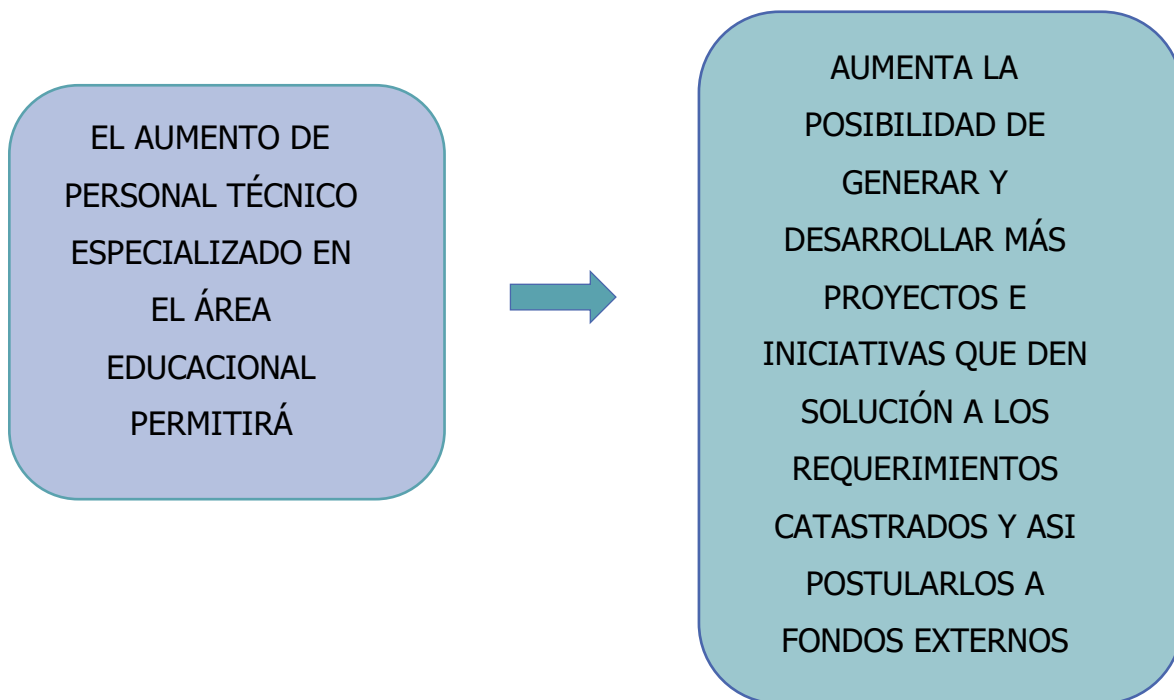 EL AUMENTO DE
PERSONAL TÉCNICO
ESPECIALIZADO EN
EL ÁREA
EDUCACIONAL
PERMITIRÁ
AUMENTA LA
POSIBILIDAD DE
GENERAR Y
DESARROLLAR MÁS
PROYECTOS E
INICIATIVAS QUE DEN
SOLUCIÓN A LOS
REQUERIMIENTOS
CATASTRADOS Y ASI
POSTULARLOS A
FONDOS EXTERNOS